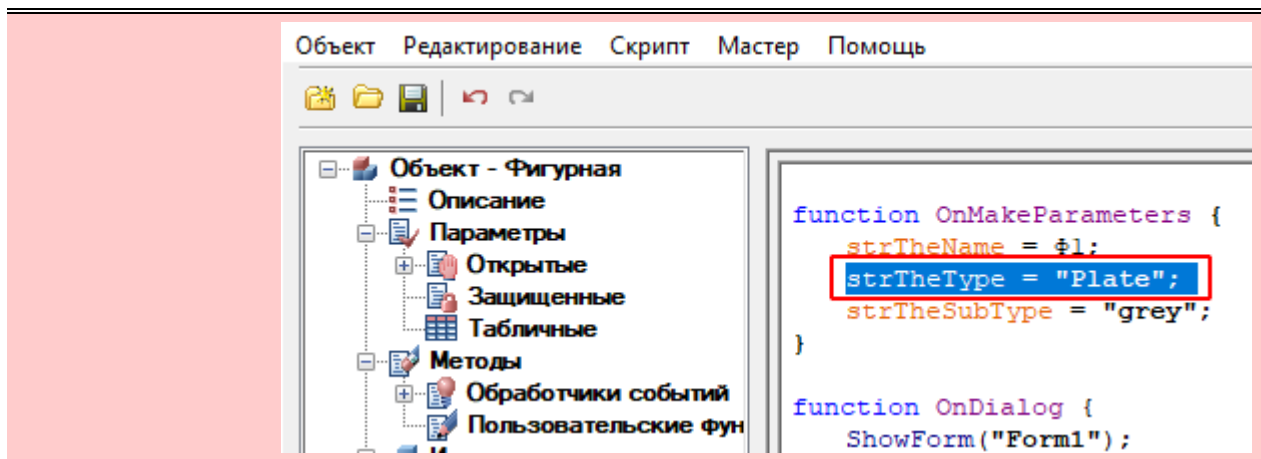 Объект Редактирование Скрипт Мастер Помощь
Объект - Фигурная
Описание
Параметры
Открытые
Защищенные
Табличные
Методы
Обработчики событий
Пользовательские фун
function OnMakeParameters {
strTheName = Ф1;
strTheType = "Plate";
strTheSubType = "grey";
}
function OnDialog {
ShowForm("Form1");